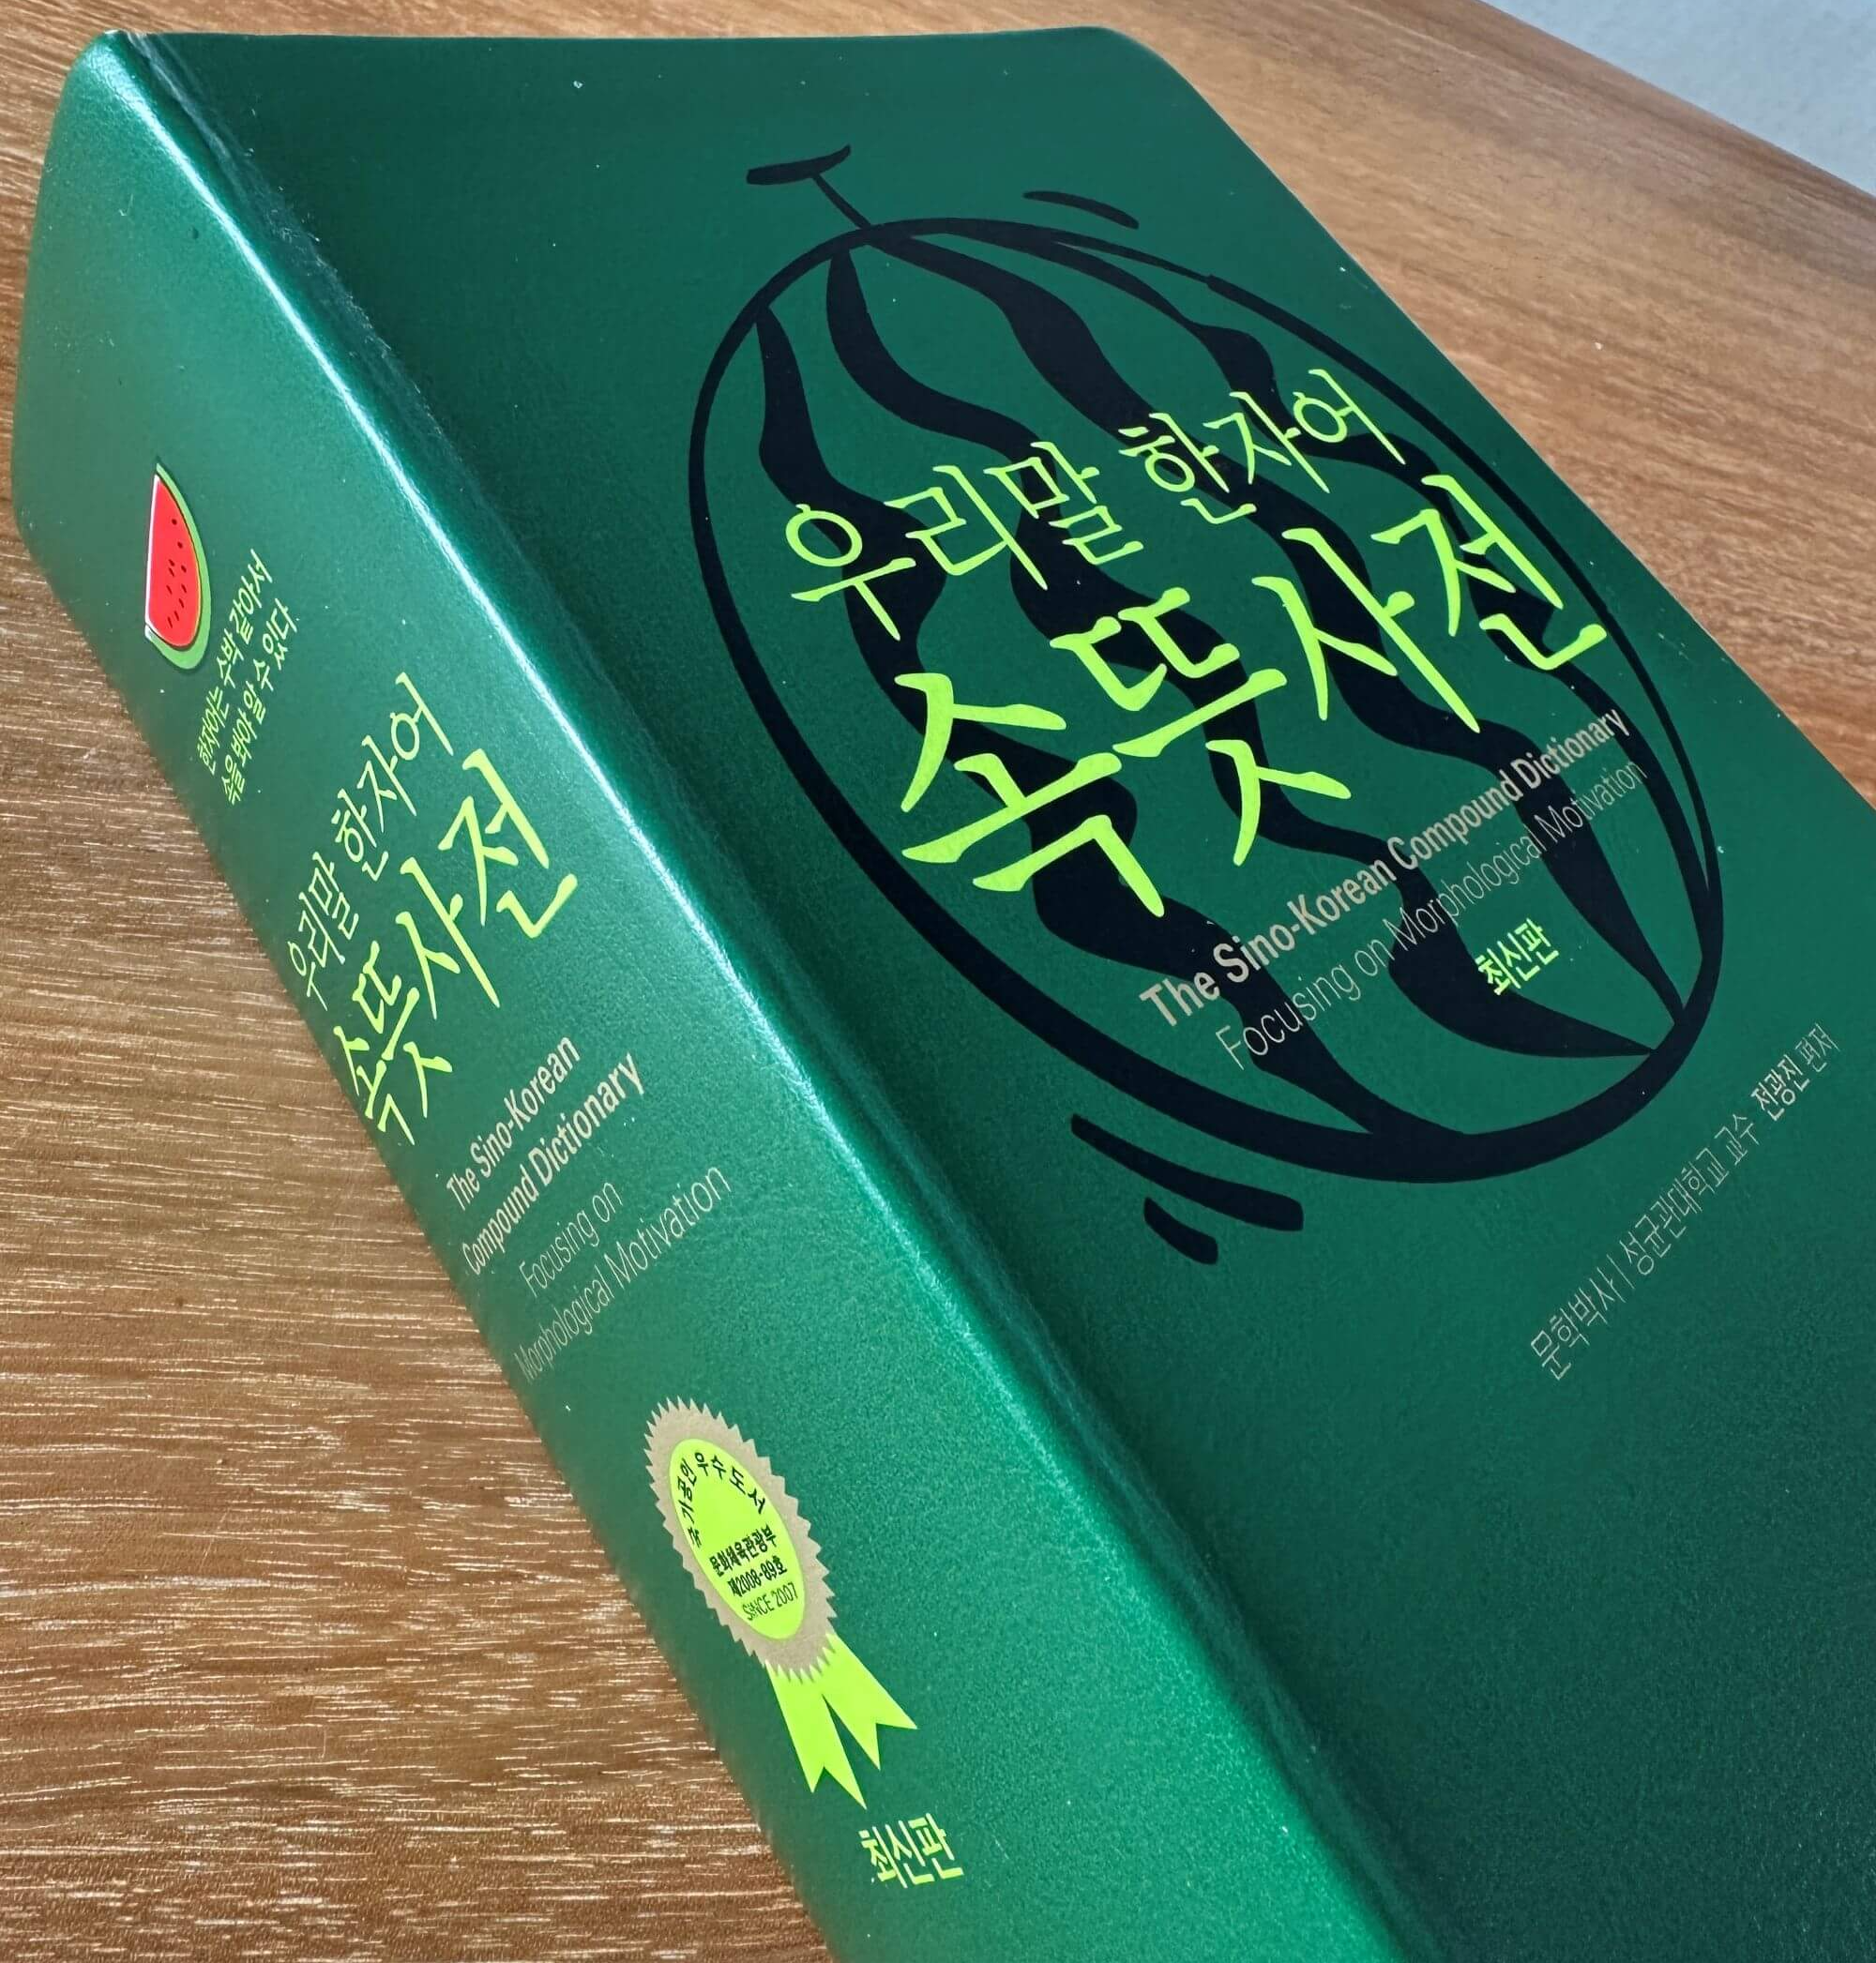 한자어는 수박 같아서
속을 봐야 알 수 있다
우리말 한자어
속뜻사전
The Sino-Korean
Compound Dictionary
Focusing on
Morphological Motivation
국가공인 우수도서
문화체육관광부
제2008-89호
SINCE 2007
최신판
우리말 한자어
속뜻사전
The Sino-Korean Compound Dictionary
Focusing on Morphological Motivation
최신판
문학박사 | 성균관대학교 교수 전광진 편저